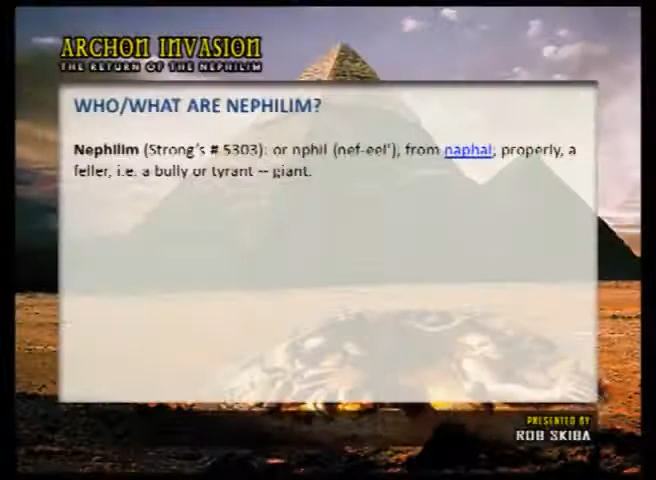 ARCHON INVASION
THE RETURN OF THE NEPHILIM
WHO/WHAT ARE NEPHILIM?
Nephilim (Strong's # 5303): or nphil (nef-eel'), from naphal; properly, a
feller, i.e. a bully or tyrant -- giant.
PRESENTED BY
ROB SKIBA